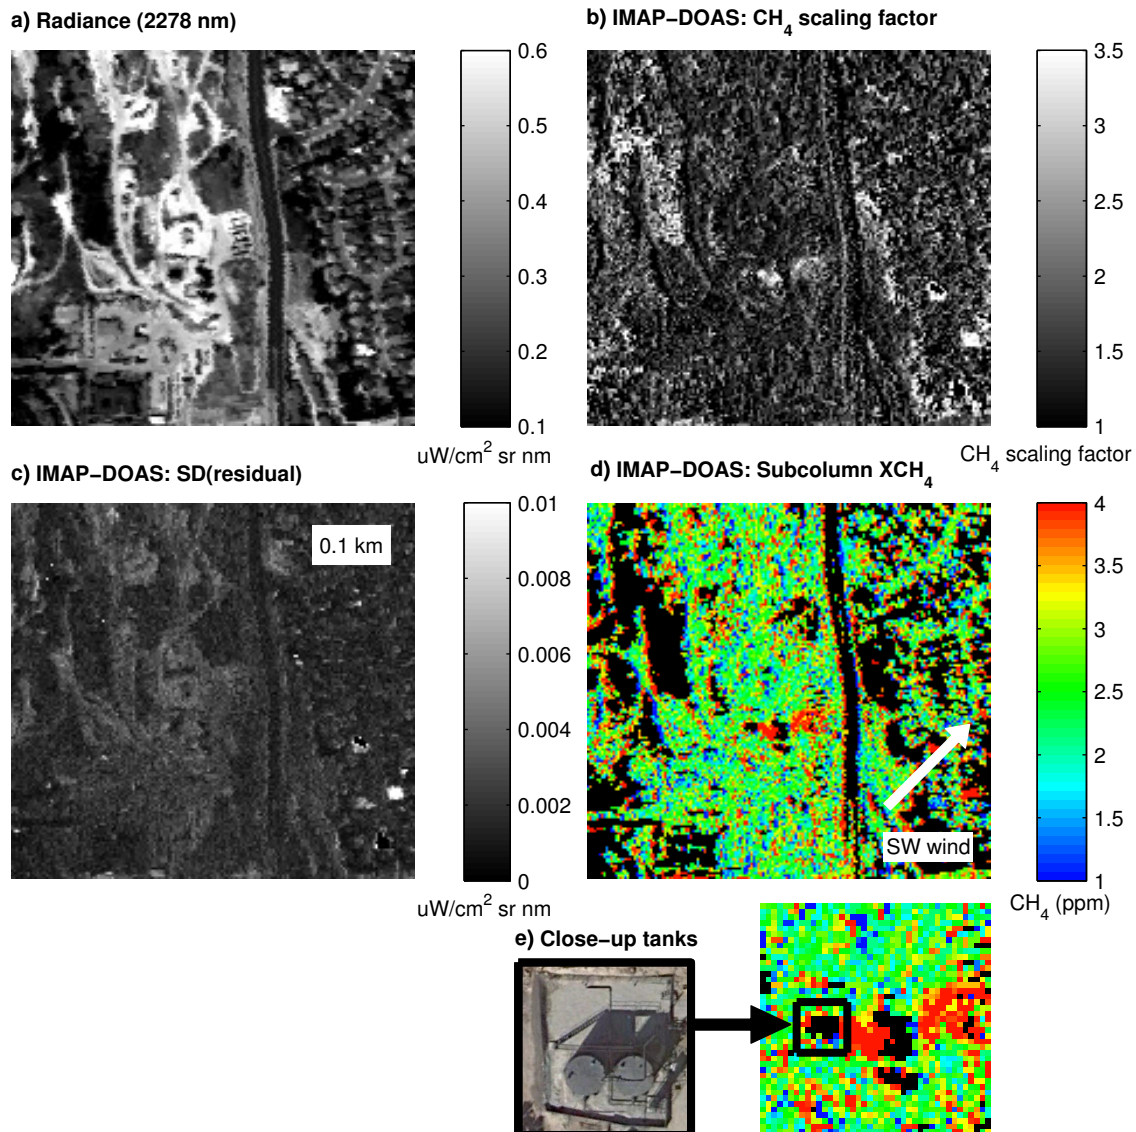 a) Radiance (2278 nm)
0.6
0.5
0.4
0.3
0.2
0.1
uW/cm² sr nm
b) IMAP−DOAS: CH₄ scaling factor
3.5
3
2.5
2
1.5
1
CH₄ scaling factor
c) IMAP−DOAS: SD(residual)
0.1 km
0.01
0.008
0.006
0.004
0.002
0
uW/cm² sr nm
d) IMAP−DOAS: Subcolumn XCH₄
SW wind
4
3.5
3
2.5
2
1.5
1
CH₄ (ppm)
e) Close−up tanks